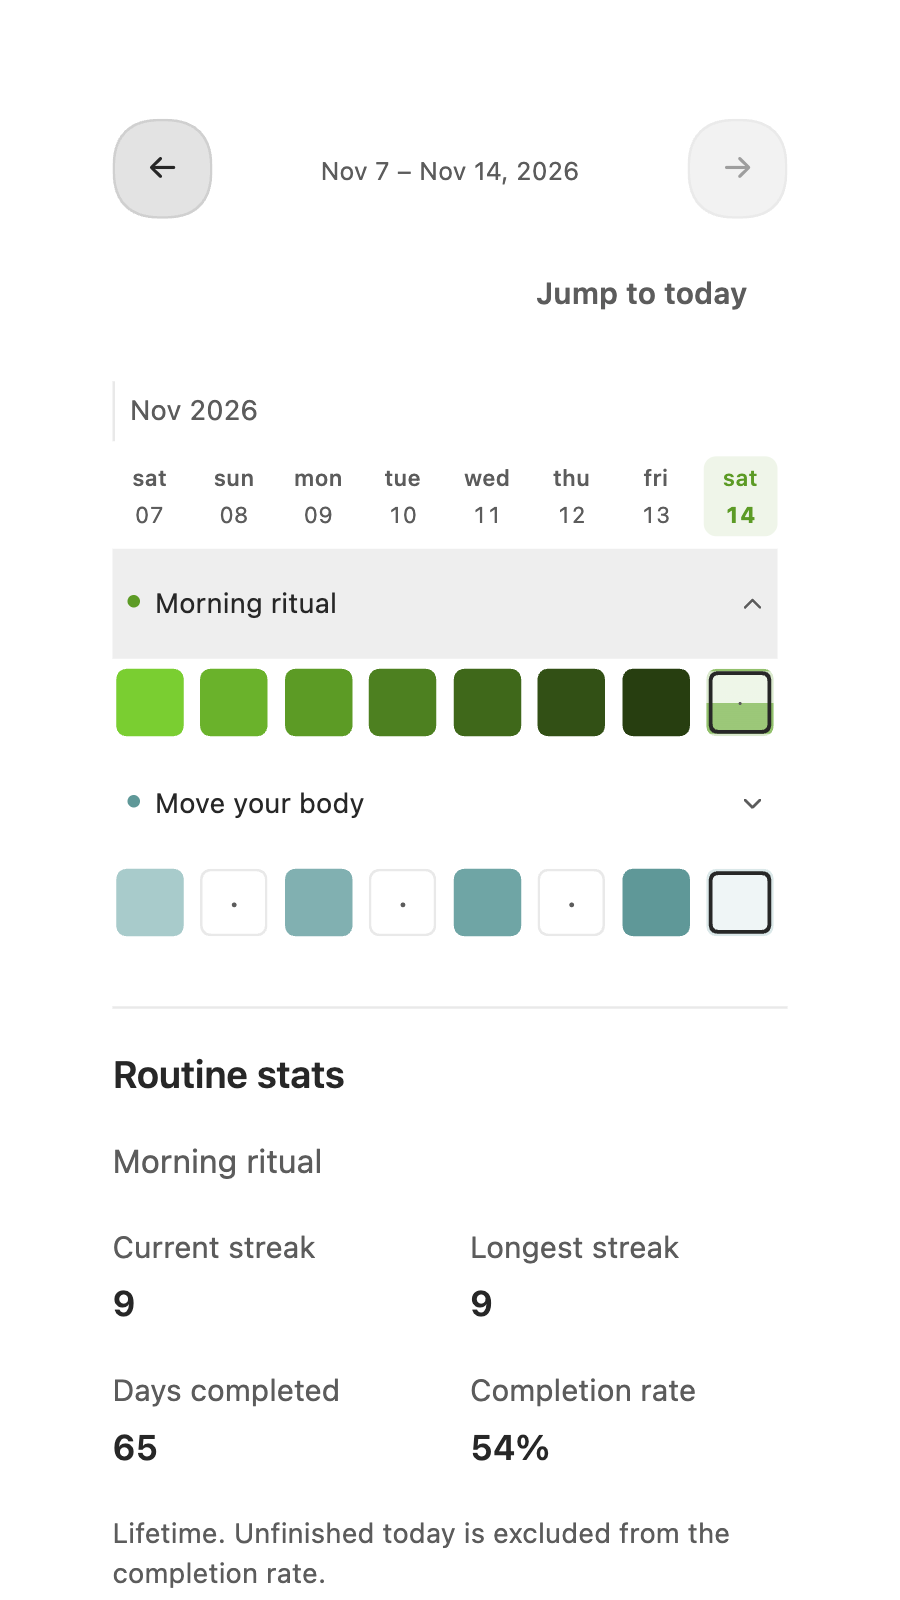 Nov 7 – Nov 14, 2026
Jump to today
Nov 2026
sat sun mon tue wed thu fri sat
07 08 09 10 11 12 13 14
Morning ritual
Move your body
Routine stats
Morning ritual
Current streak Longest streak
9 9
Days completed Completion rate
65 54%
Lifetime. Unfinished today is excluded from the
completion rate.